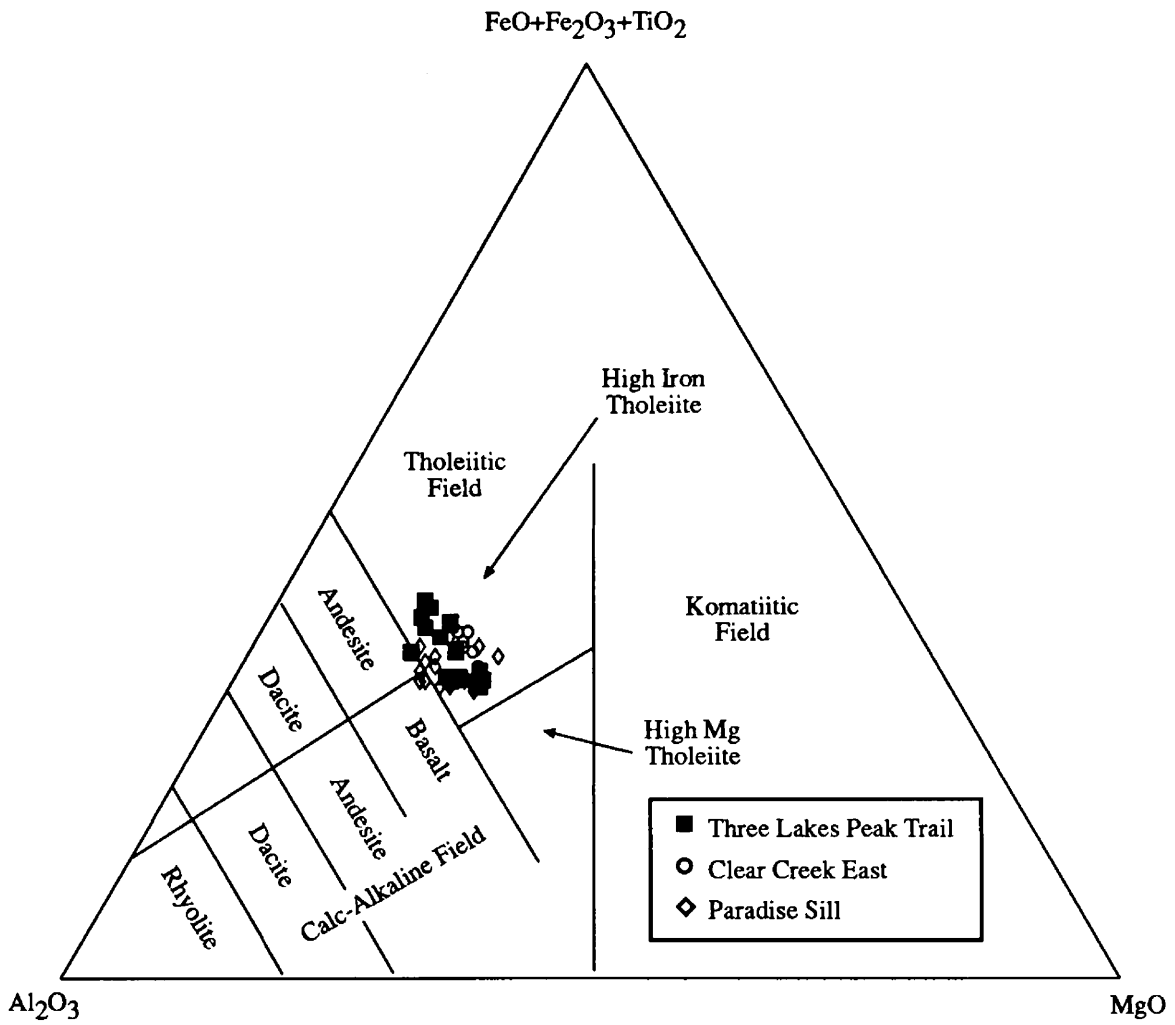 FeO+Fe₂O₃+TiO₂
High Iron
Tholeiite
Tholeiitic
Field
Komatiitic
Field
Andesite
Dacite
Basalt
High Mg
Tholeiite
Andesite
Dacite
Rhyolite
Calc-Alkaline Field
Three Lakes Peak Trail
Clear Creek East
Paradise Sill
Al₂O₃
MgO